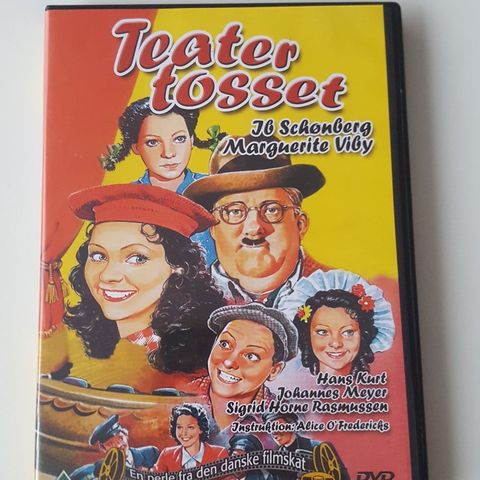 Teater
tosset
Ib Schønberg
Marguerite Viby
Hans Kurt
Johannes Meyer
Sigrid Horne Rasmussen
Instruktion: Alice O'Fredericks
En perle fra den danske filmskat
DVD